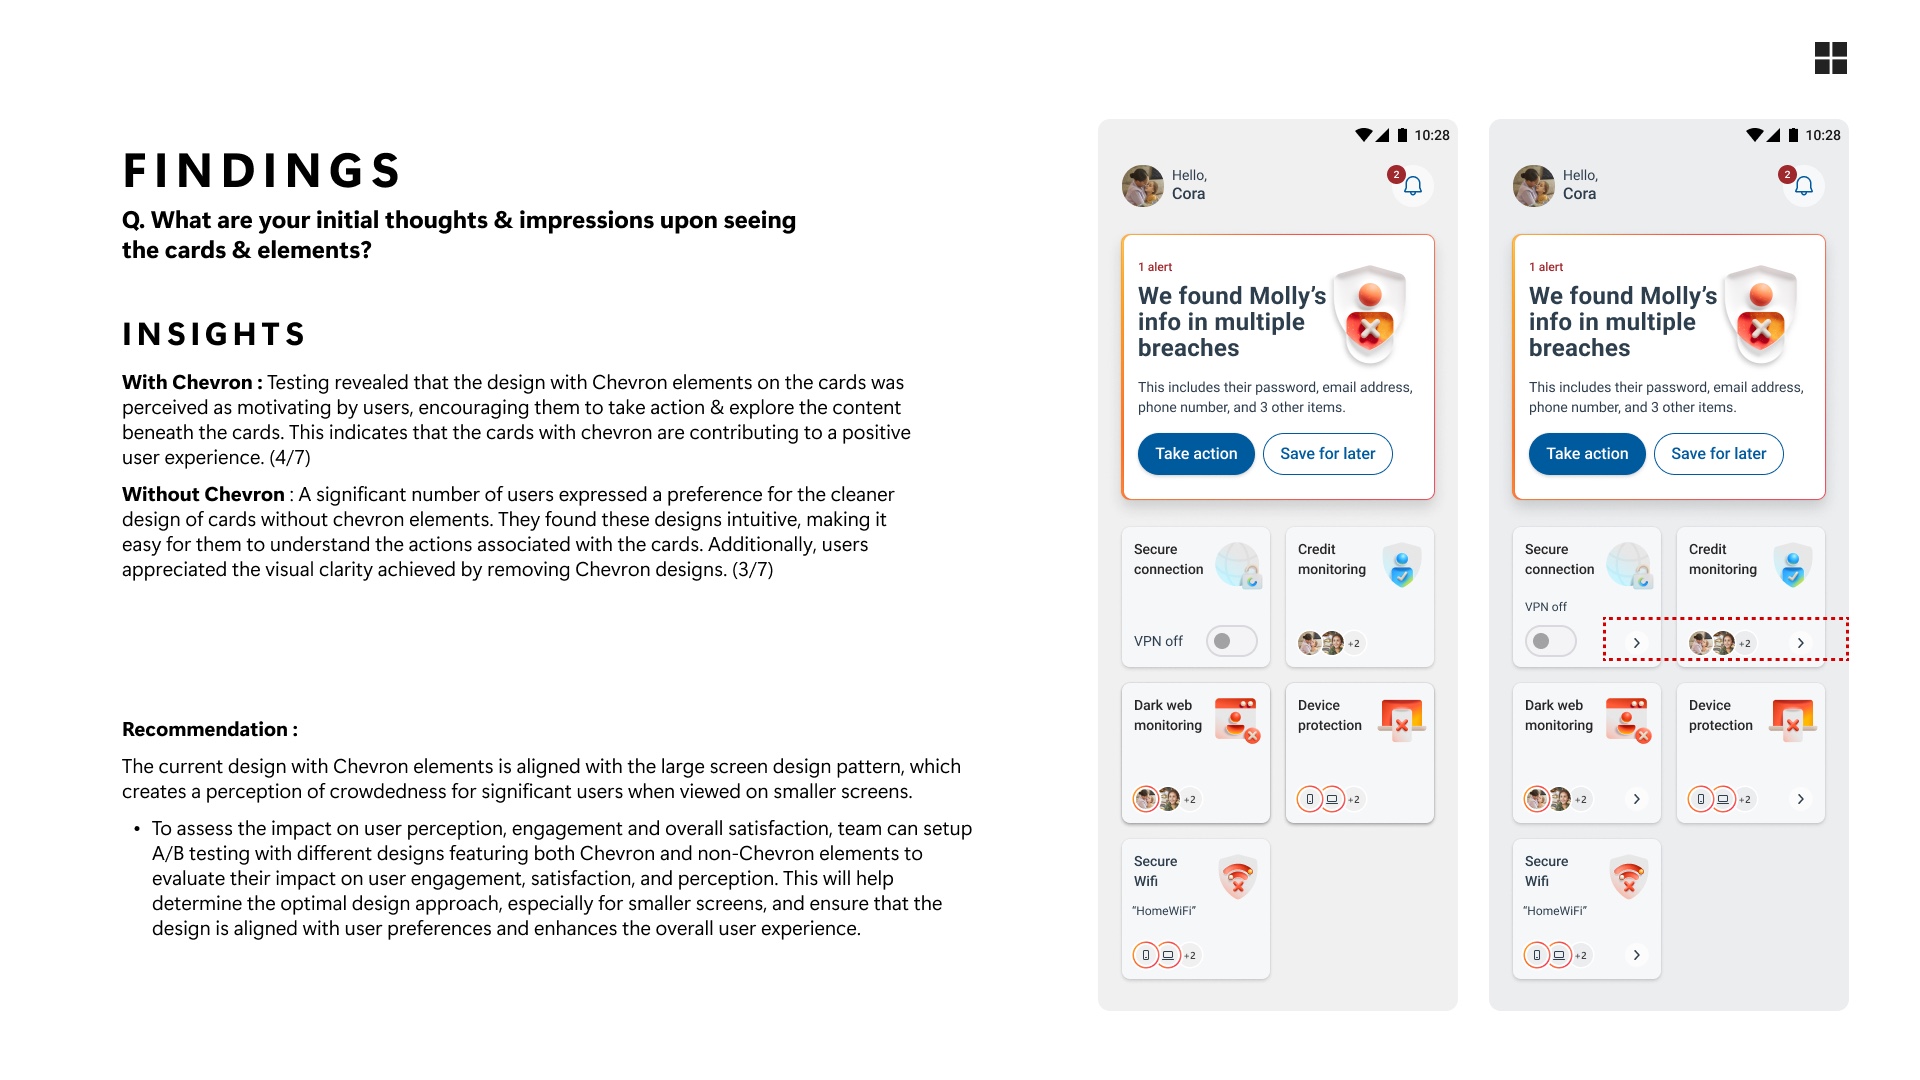 FINDINGS
Q. What are your initial thoughts & impressions upon seeing
the cards & elements?
INSIGHTS
With Chevron : Testing revealed that the design with Chevron elements on the cards was
perceived as motivating by users, encouraging them to take action & explore the content
beneath the cards. This indicates that the cards with chevron are contributing to a positive
user experience. (4/7)
Without Chevron : A significant number of users expressed a preference for the cleaner
design of cards without chevron elements. They found these designs intuitive, making it
easy for them to understand the actions associated with the cards. Additionally, users
appreciated the visual clarity achieved by removing Chevron designs. (3/7)
Recommendation :
The current design with Chevron elements is aligned with the large screen design pattern, which
creates a perception of crowdedness for significant users when viewed on smaller screens.
• To assess the impact on user perception, engagement and overall satisfaction, team can setup
A/B testing with different designs featuring both Chevron and non-Chevron elements to
evaluate their impact on user engagement, satisfaction, and perception. This will help
determine the optimal design approach, especially for smaller screens, and ensure that the
design is aligned with user preferences and enhances the overall user experience.
10:28
Hello,
Cora
2
1 alert
We found Molly’s
info in multiple
breaches
This includes their password, email address,
phone number, and 3 other items.
Take action
Save for later
Secure
connection
VPN off
Credit
monitoring
+2
Dark web
monitoring
+2
Device
protection
+2
Secure
Wifi
“HomeWiFi”
+2
10:28
Hello,
Cora
2
1 alert
We found Molly’s
info in multiple
breaches
This includes their password, email address,
phone number, and 3 other items.
Take action
Save for later
Secure
connection
VPN off
Credit
monitoring
+2
Dark web
monitoring
+2
Device
protection
+2
Secure
Wifi
“HomeWiFi”
+2